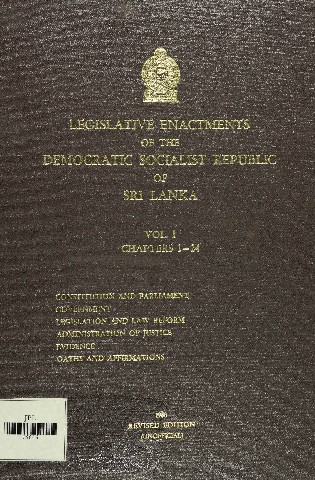 LEGISLATIVE ENACTMENTS
OF THE
DEMOCRATIC SOCIALIST REPUBLIC
OF
SRI LANKA
VOL. I
CHAPTERS 1–24
CONSTITUTION AND PARLIAMENT
GOVERNMENT
LEGISLATION AND LAW REFORM
ADMINISTRATION OF JUSTICE
EVIDENCE
OATHS AND AFFIRMATIONS
1980
REVISED EDITION
(UNOFFICIAL)